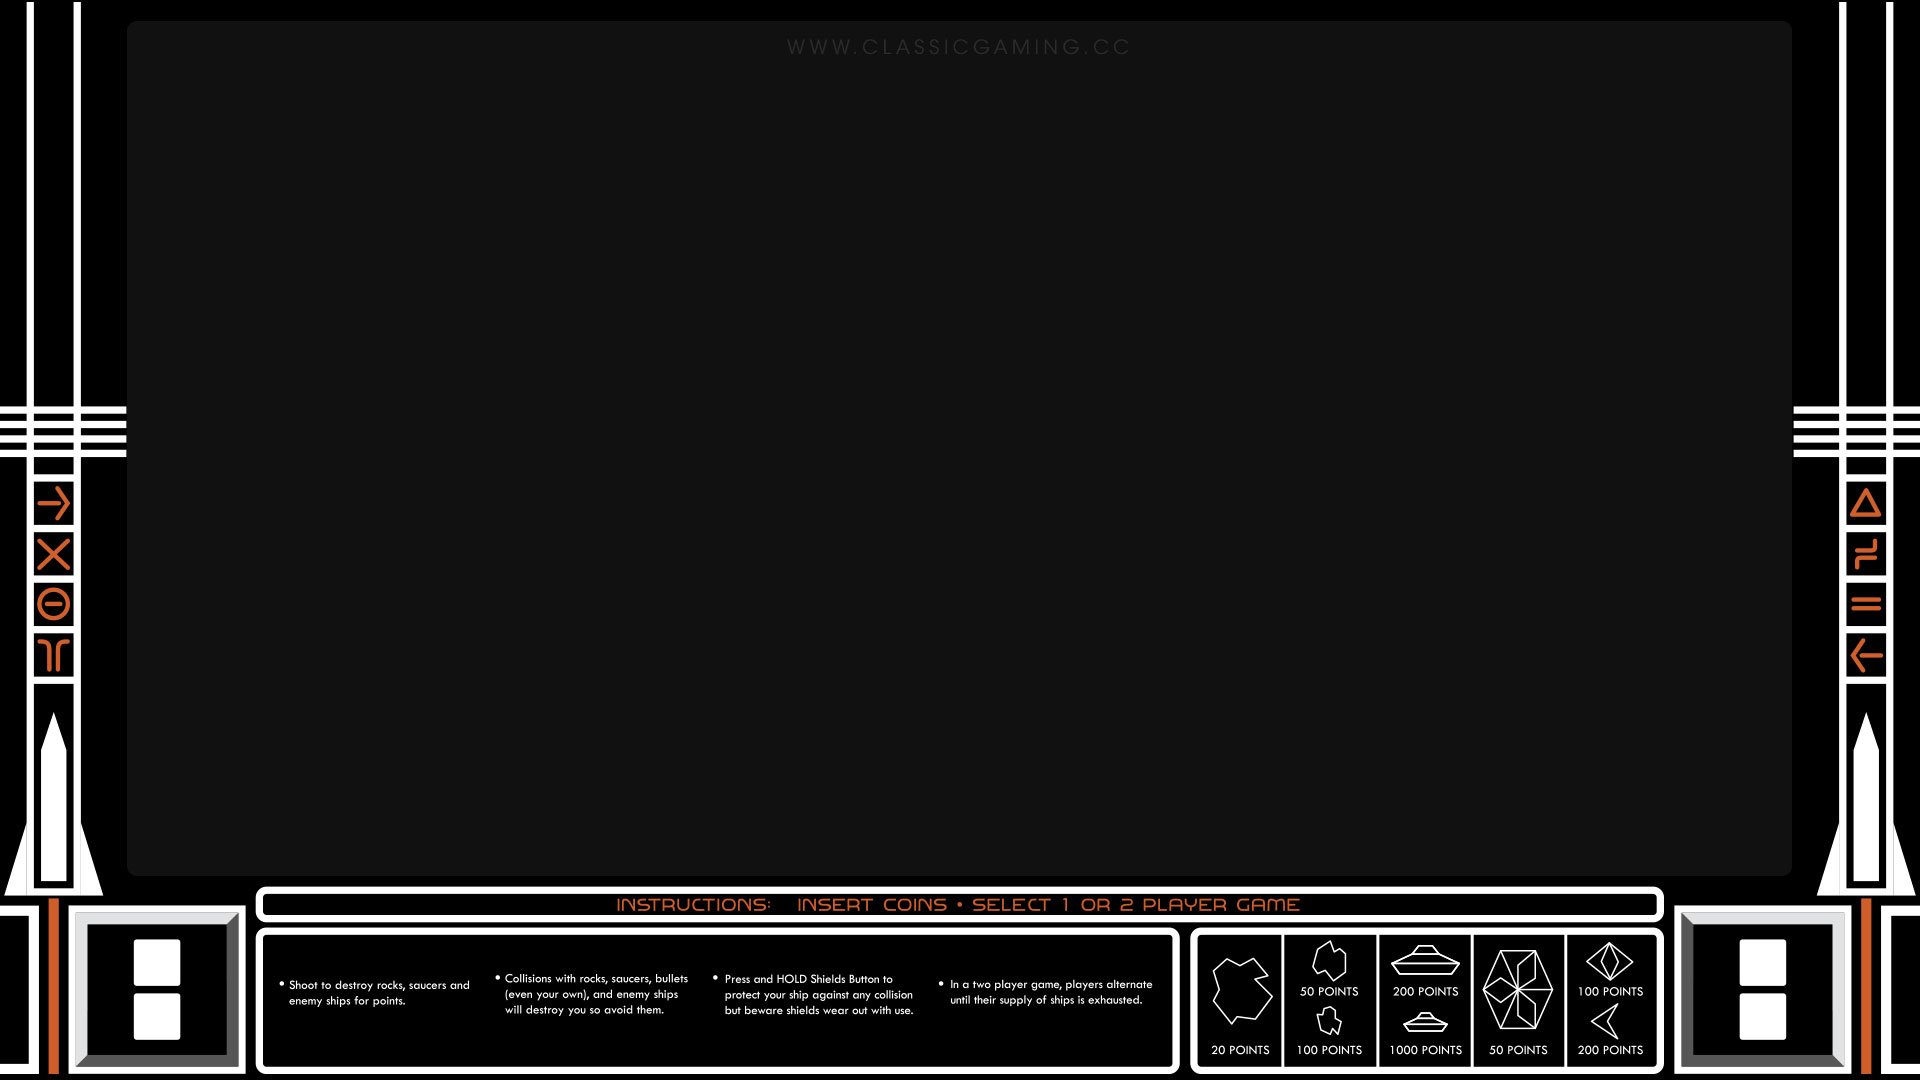 WWW.CLASSICGAMING.CC
INSTRUCTIONS: INSERT COINS • SELECT 1 OR 2 PLAYER GAME
• Shoot to destroy rocks, saucers and
enemy ships for points.
• Collisions with rocks, saucers, bullets
(even your own), and enemy ships
will destroy you so avoid them.
• Press and HOLD Shields Button to
protect your ship against any collision
but beware shields wear out with use.
• In a two player game, players alternate
until their supply of ships is exhausted.
20 POINTS
50 POINTS
100 POINTS
200 POINTS
1000 POINTS
50 POINTS
100 POINTS
200 POINTS